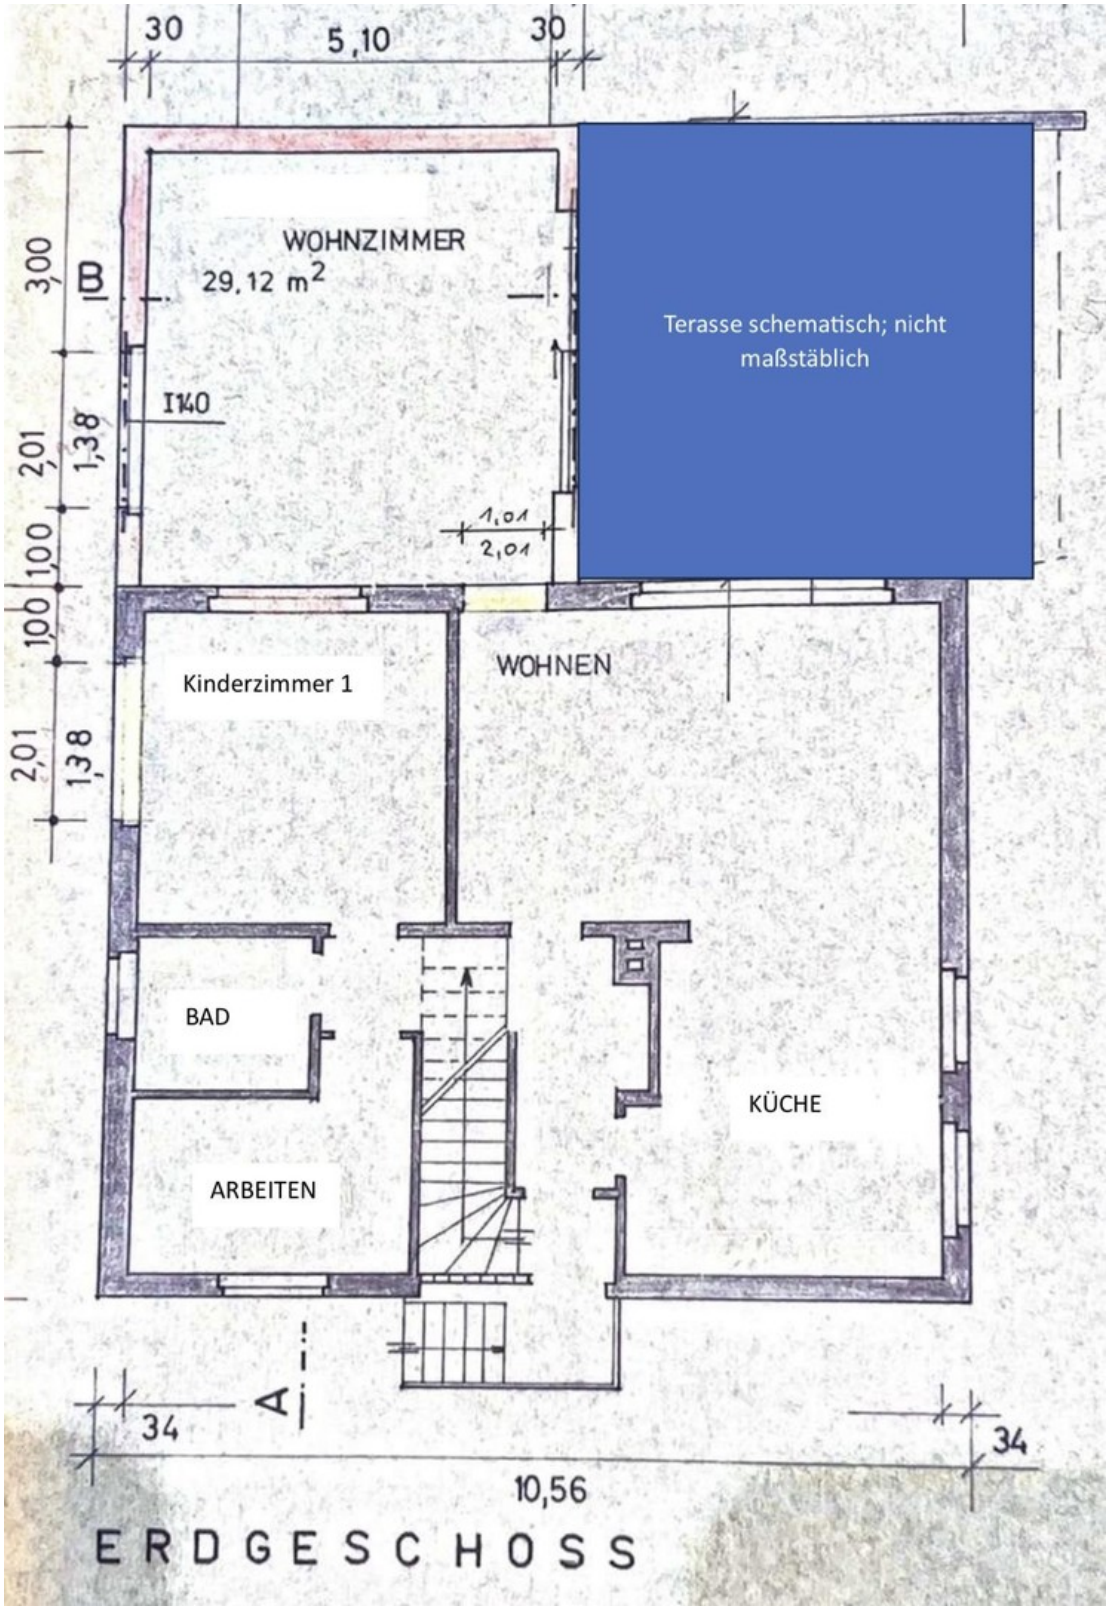 30
5,10
30
WOHNZIMMER
29,12 m²
3,00
B
Terasse schematisch; nicht
maßstäblich
I140
2,01
1,38
1,01
2,01
1,00
1,00
WOHNEN
Kinderzimmer 1
2,01
1,38
BAD
KÜCHE
ARBEITEN
A
34
34
10,56
ERDGESCHOSS